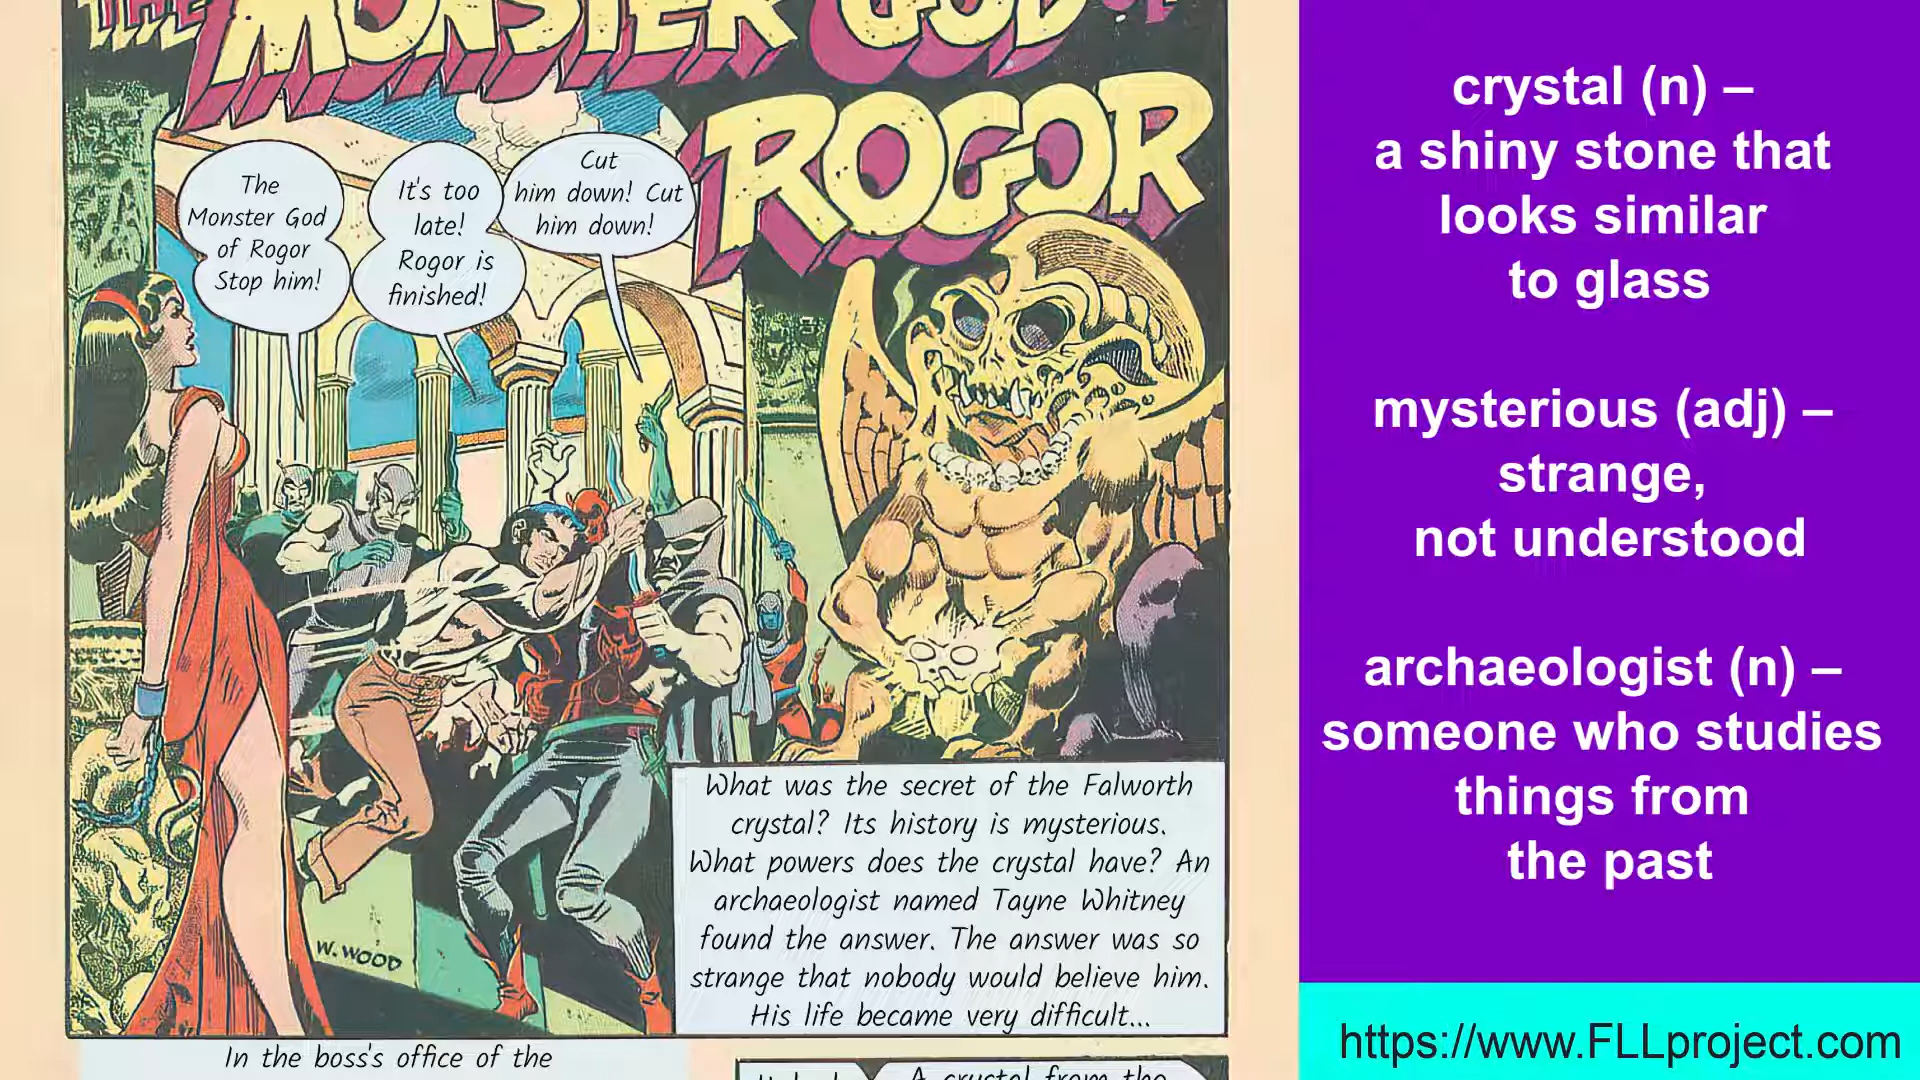 THE MONSTER GOD OF
ROGOR
The
Monster God
of Rogor
Stop him!
It's too
late!
Rogor is
finished!
Cut
him down! Cut
him down!
W. WOOD
What was the secret of the Falworth
crystal? Its history is mysterious.
What powers does the crystal have? An
archaeologist named Tayne Whitney
found the answer. The answer was so
strange that nobody would believe him.
His life became very difficult...
In the boss's office of the
A crystal from the
crystal (n) –
a shiny stone that
looks similar
to glass
mysterious (adj) –
strange,
not understood
archaeologist (n) –
someone who studies
things from
the past
https://www.FLLproject.com